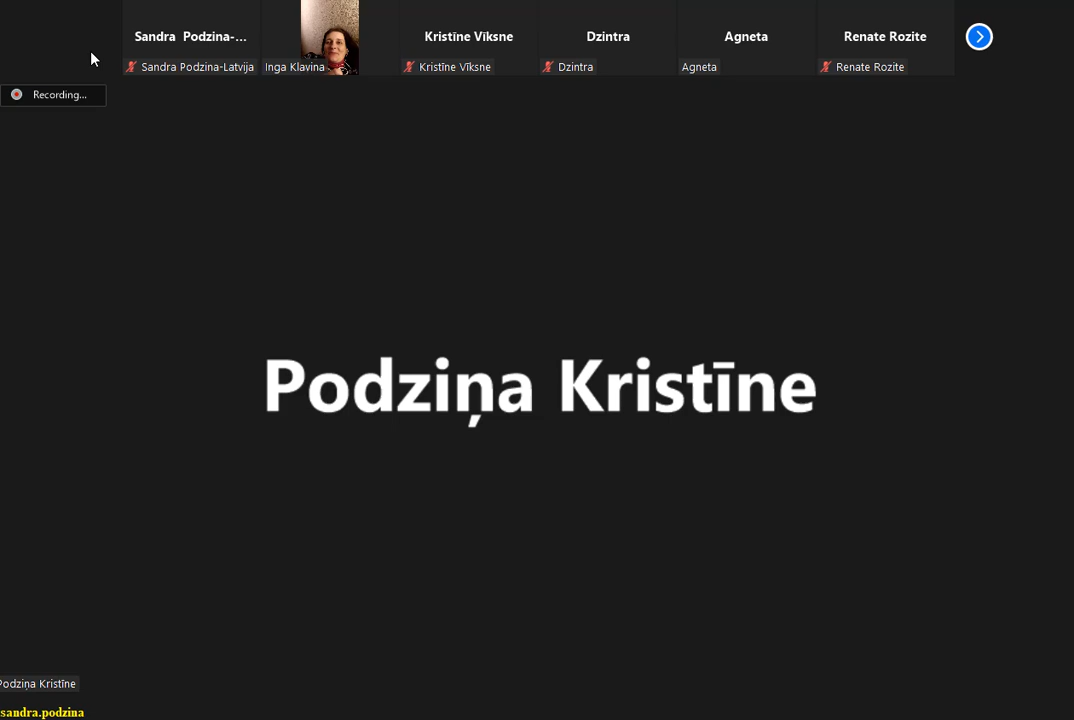 Sandra Podzina-...
Kristīne Vīksne
Dzintra
Agneta
Renate Rozite
Sandra Podzina-Latvija
Inga Klavina
Kristīne Vīksne
Dzintra
Agneta
Renate Rozite
Recording...
Podziņa Kristīne
Podziņa Kristīne
sandra.podzina